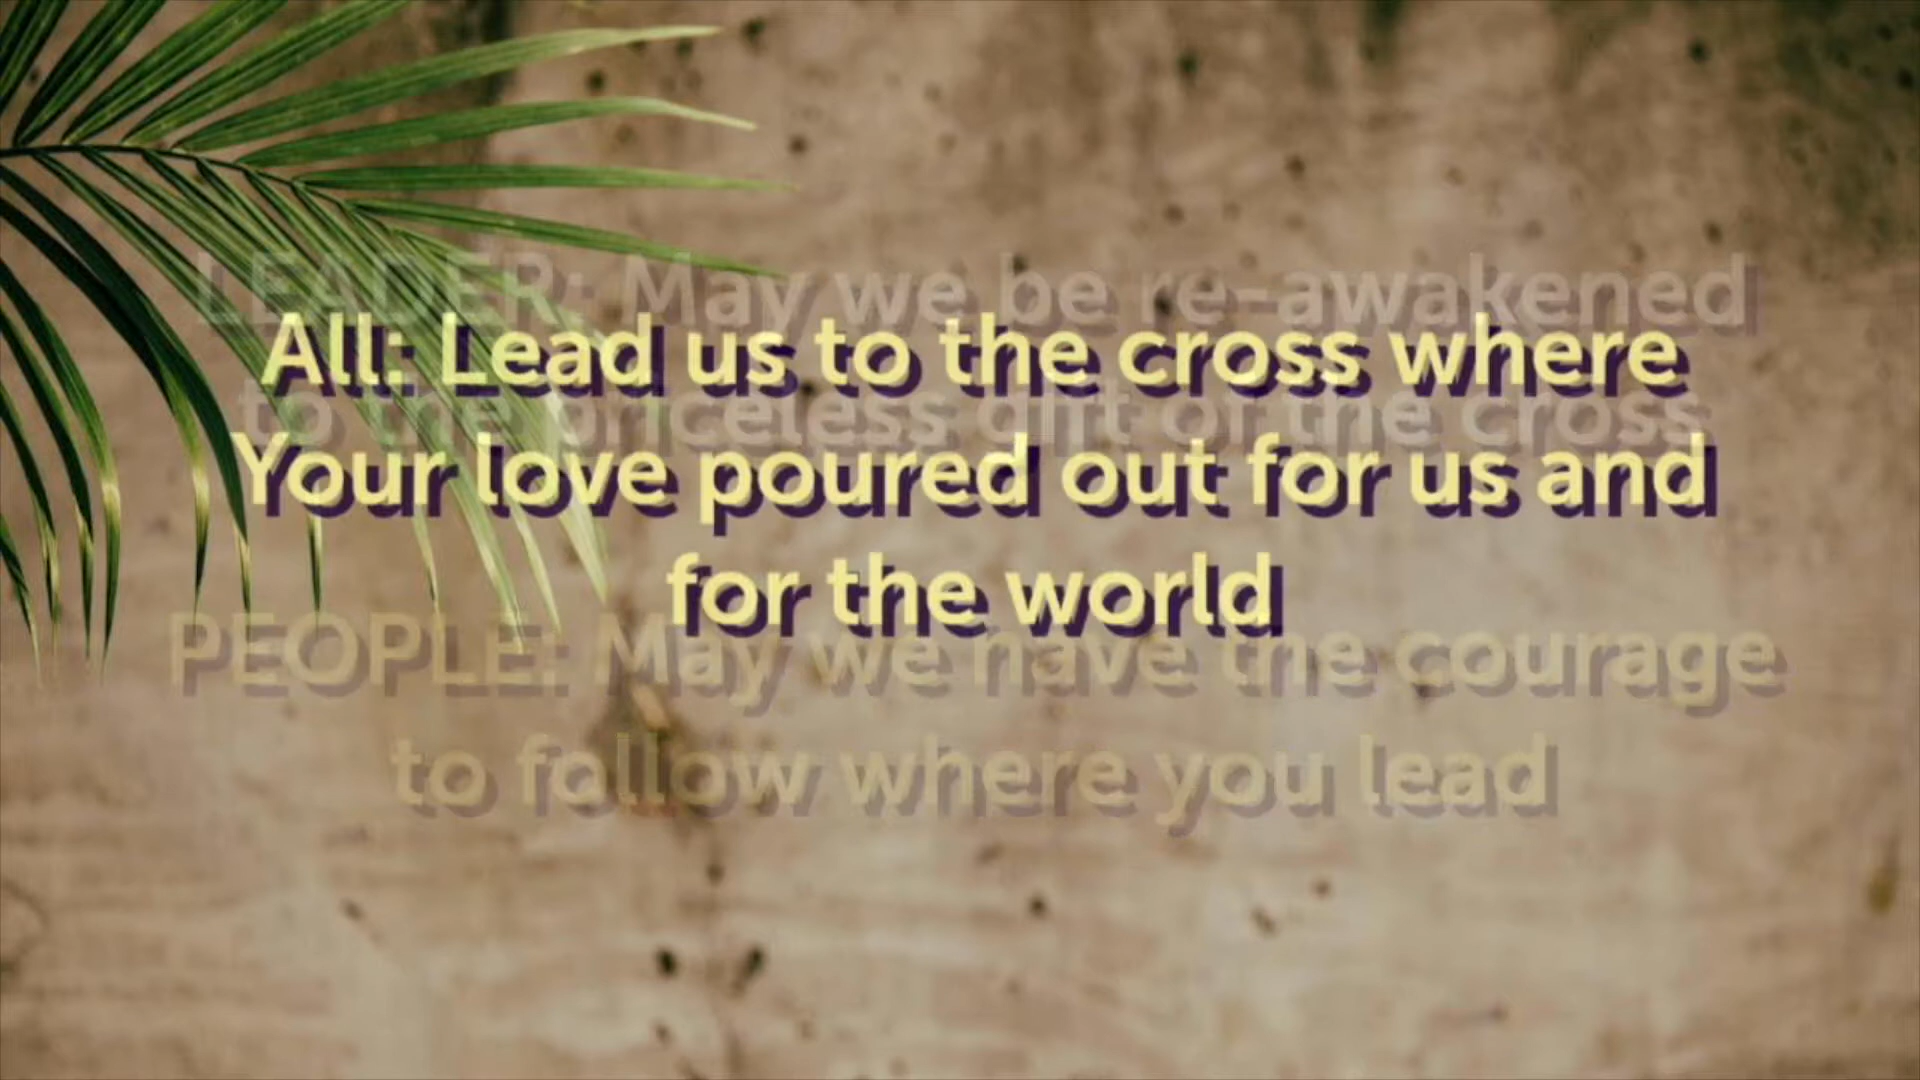 LEADER: May we be re-awakened
to the priceless gift of the cross
PEOPLE: May we have the courage
to follow where you lead
All: Lead us to the cross where
Your love poured out for us and
for the world